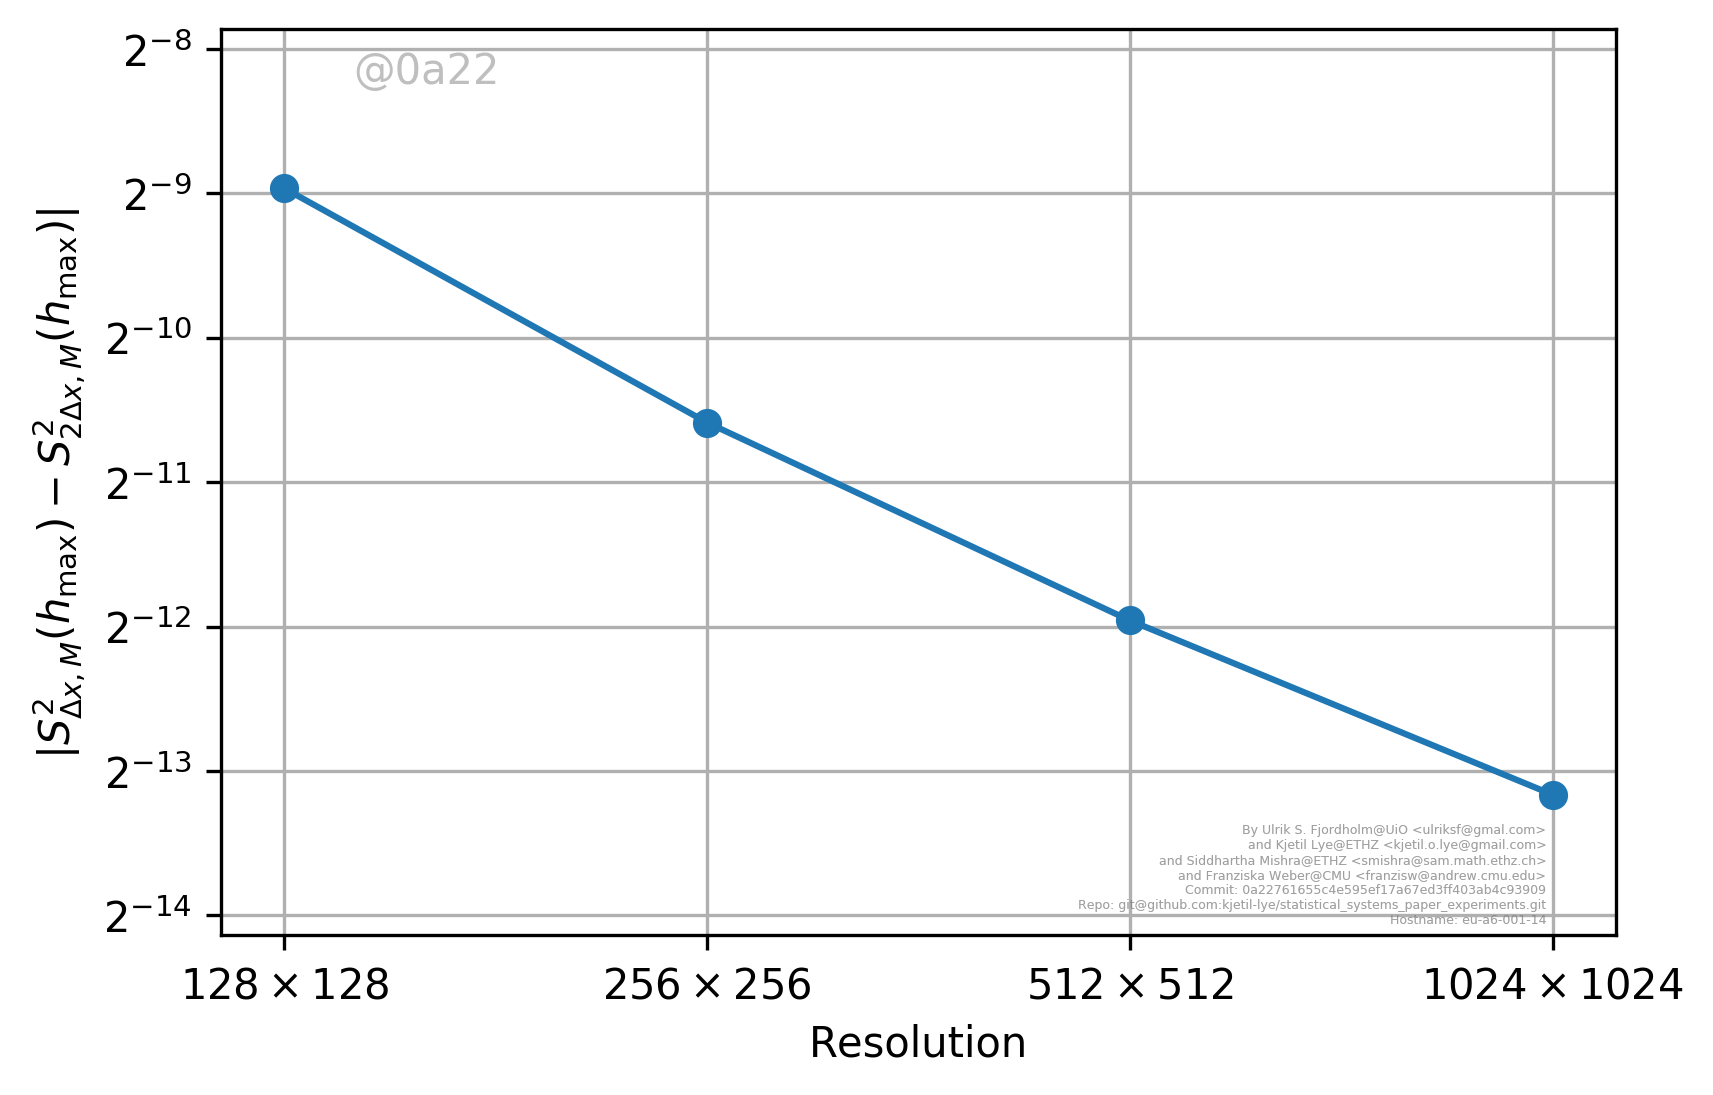 @0a22
2⁻⁸
2⁻⁹
2⁻¹⁰
2⁻¹¹
2⁻¹²
2⁻¹³
2⁻¹⁴
|S²_{Δx, M}(h_max) − S²_{2Δx, M}(h_max)|
By Ulrik S. Fjordholm@UiO <ulriksf@gmal.com>
and Kjetil Lye@ETHZ <kjetil.o.lye@gmail.com>
and Siddhartha Mishra@ETHZ <smishra@sam.math.ethz.ch>
and Franziska Weber@CMU <franzisw@andrew.cmu.edu>
Commit: 0a22761655c4e595ef17a67ed3ff403ab4c93909
Repo: git@github.com:kjetil-lye/statistical_systems_paper_experiments.git
Hostname: eu-a6-001-14
128 × 128 256 × 256 512 × 512 1024 × 1024
Resolution